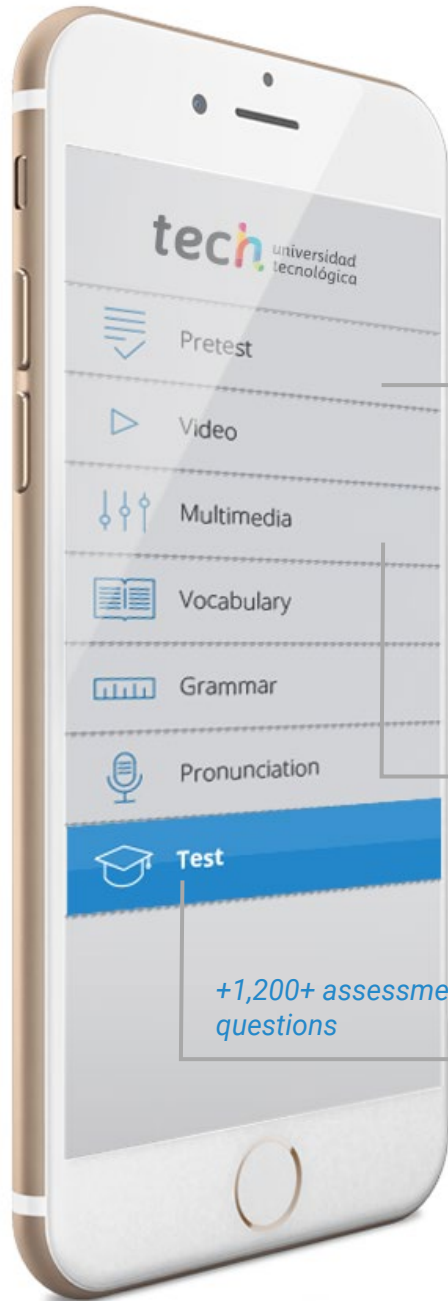 tech universidad
tecnológica
Pretest
Video
Multimedia
Vocabulary
Grammar
Pronunciation
Test
+1,200+ assessme
questions